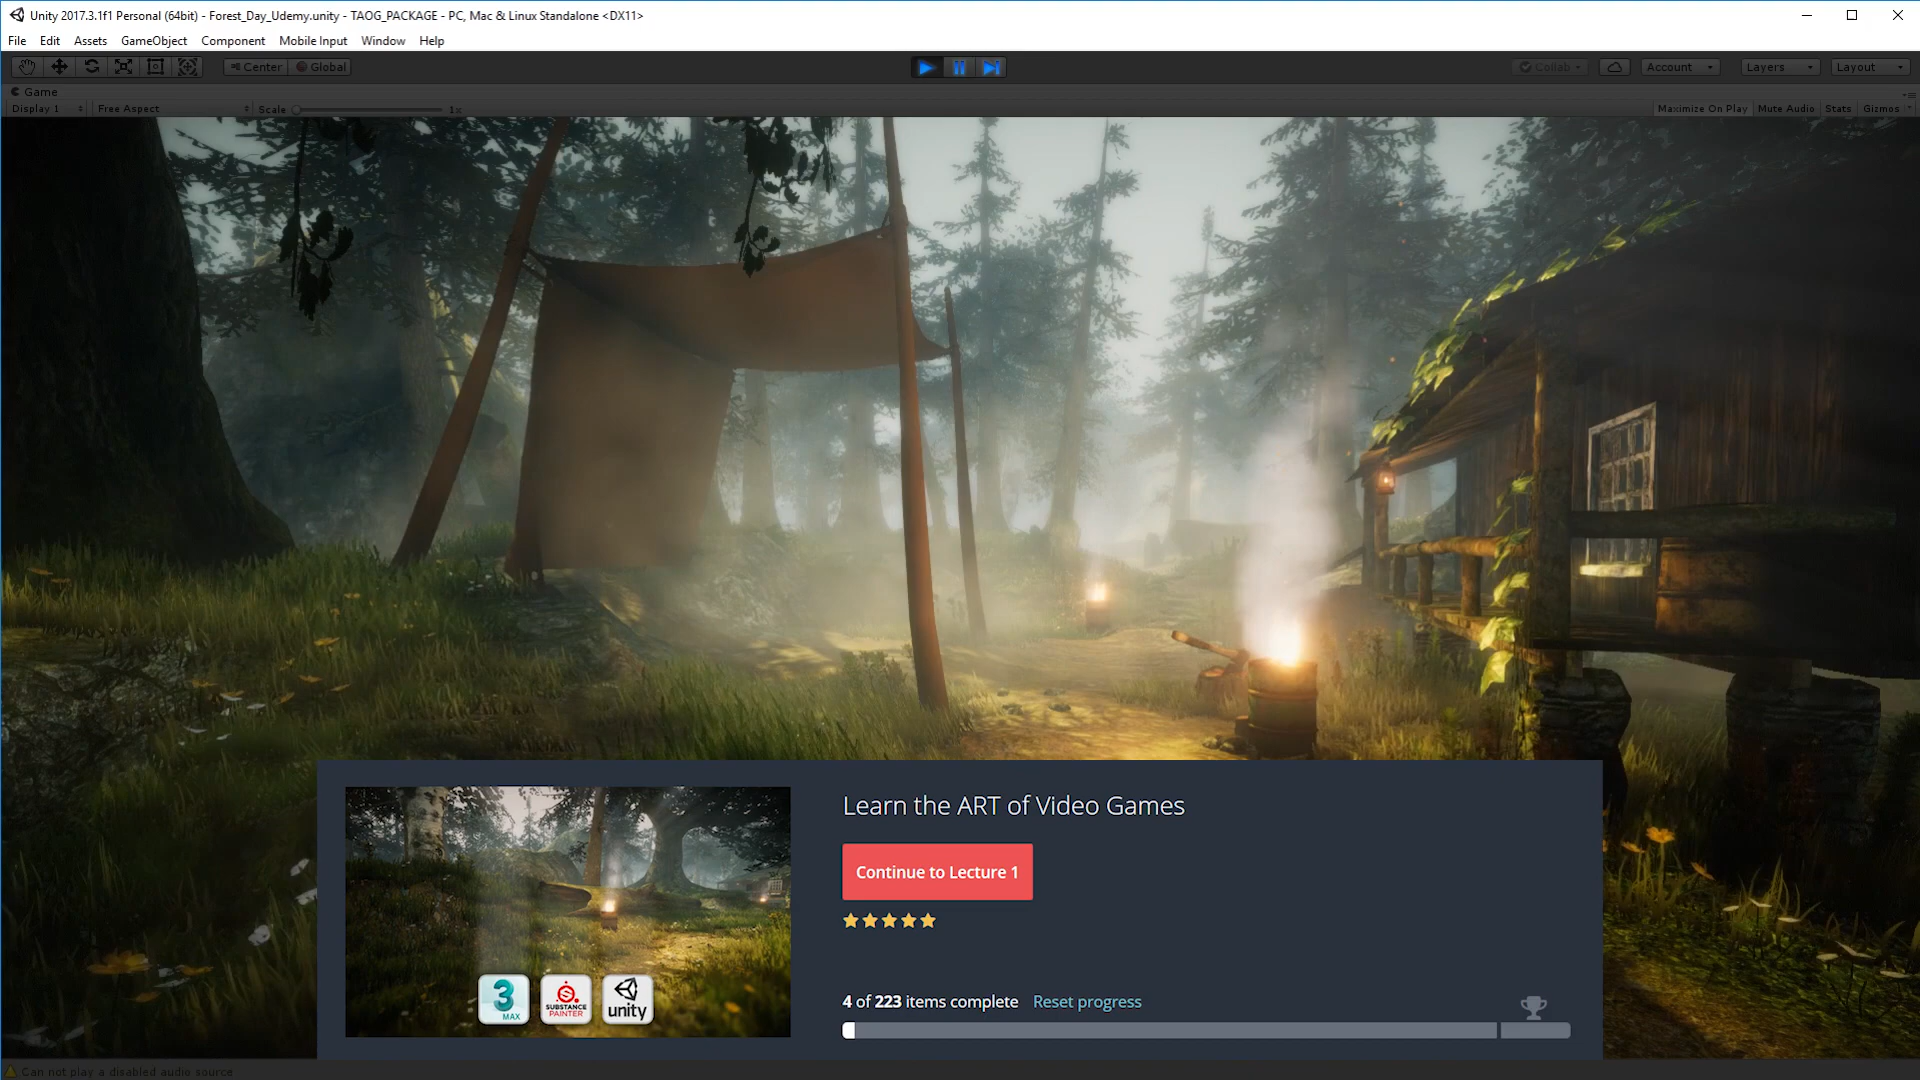 Unity 2017.3.1f1 Personal (64bit) - Forest_Day_Udemy.unity - TAOG_PACKAGE - PC, Mac & Linux Standalone <DX11>
File Edit Assets GameObject Component Mobile Input Window Help
Center Global Collab Account Layers Layout
Game
Display 1 Free Aspect Scale 1x Maximize On Play Mute Audio Stats Gizmos
Learn the ART of Video Games
Continue to Lecture 1
4 of 223 items complete Reset progress
3 MAX
SUBSTANCE PAINTER
unity
Can not play a disabled audio source